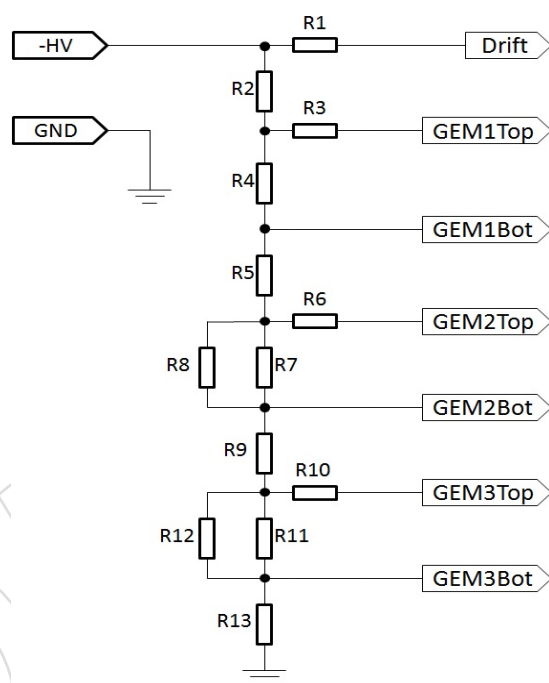 R1
-HV
Drift
R2
R3
GND
GEM1Top
R4
GEM1Bot
R5
R6
GEM2Top
R8
R7
GEM2Bot
R9
R10
GEM3Top
R12
R11
GEM3Bot
R13